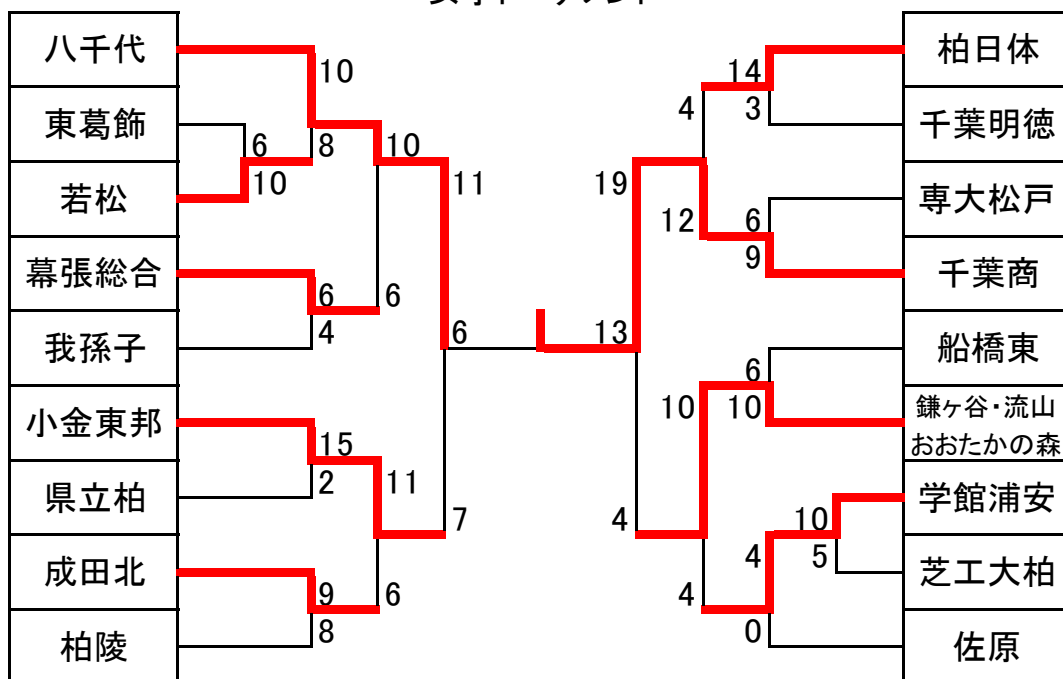 八千代
東葛飾
若松
幕張総合
我孫子
小金東邦
県立柏
成田北
柏陵
10
6
8
10
10
6
4
6
11
15
2
11
9
8
6
7
6
13
19
4
14
3
4
12
6
9
6
10
10
10
5
4
4
0
柏日体
千葉明徳
専大松戸
千葉商
船橋東
鎌ヶ谷・流山
おおたかの森
学館浦安
芝工大柏
佐原